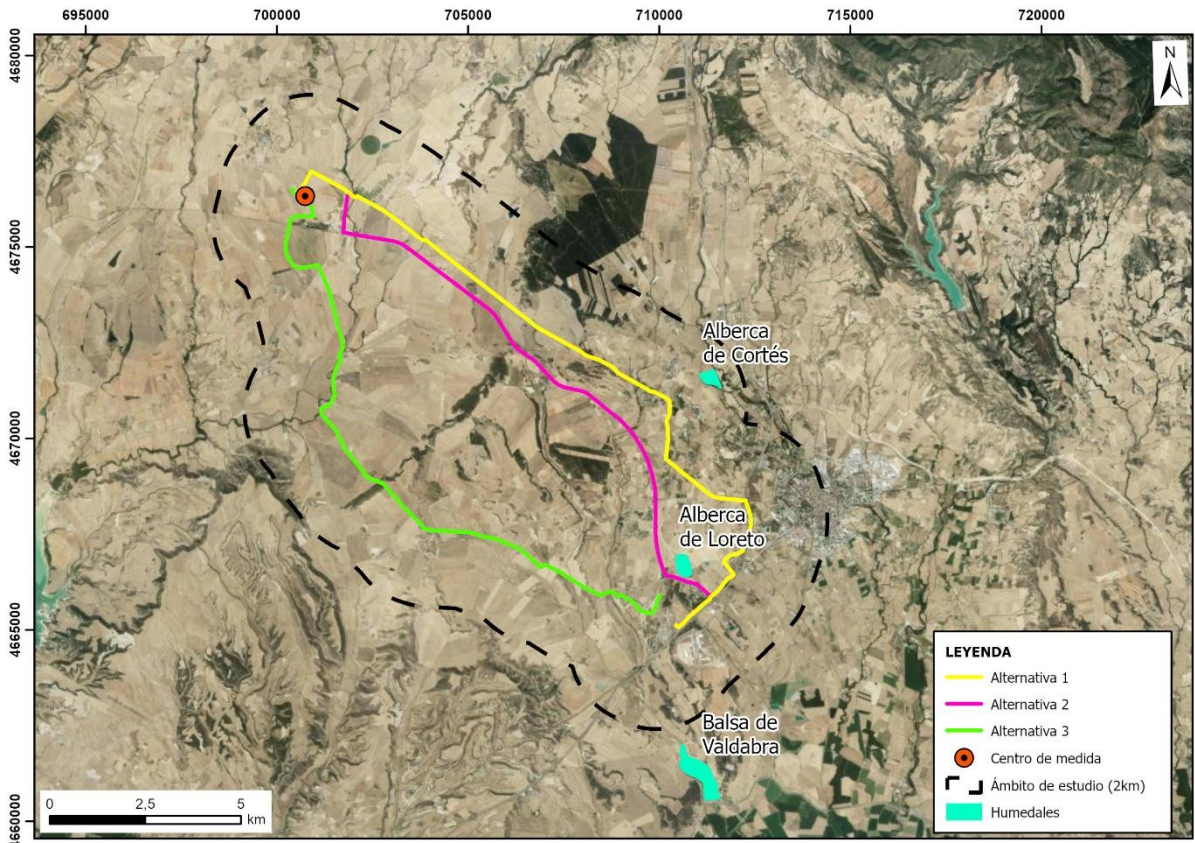 695000
700000
705000
710000
715000
720000
4680000
4675000
4670000
4665000
4660000
N
Alberca
de Cortés
Alberca
de Loreto
Balsa de
Valdabra
LEYENDA
Alternativa 1
Alternativa 2
Alternativa 3
Centro de medida
Ámbito de estudio (2km)
Humedales
0
2,5
5
km